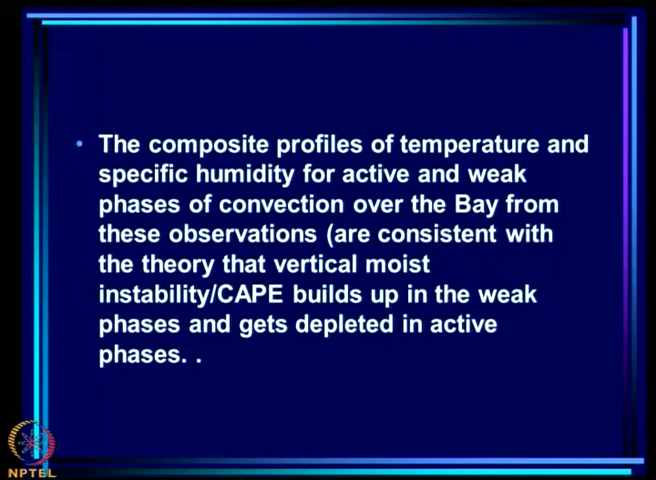 • The composite profiles of temperature and
specific humidity for active and weak
phases of convection over the Bay from
these observations (are consistent with
the theory that vertical moist
instability/CAPE builds up in the weak
phases and gets depleted in active
phases. .
NPTEL